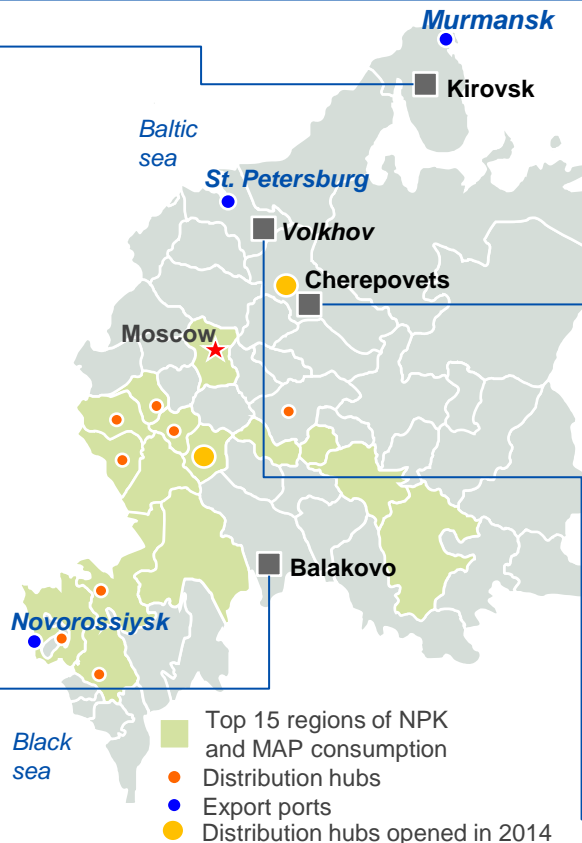 Murmansk
Kirovsk
Baltic
sea
St. Petersburg
Volkhov
Cherepovets
Moscow
Balakovo
Novorossiysk
Black
sea
Top 15 regions of NPK
and MAP consumption
Distribution hubs
Export ports
Distribution hubs opened in 2014